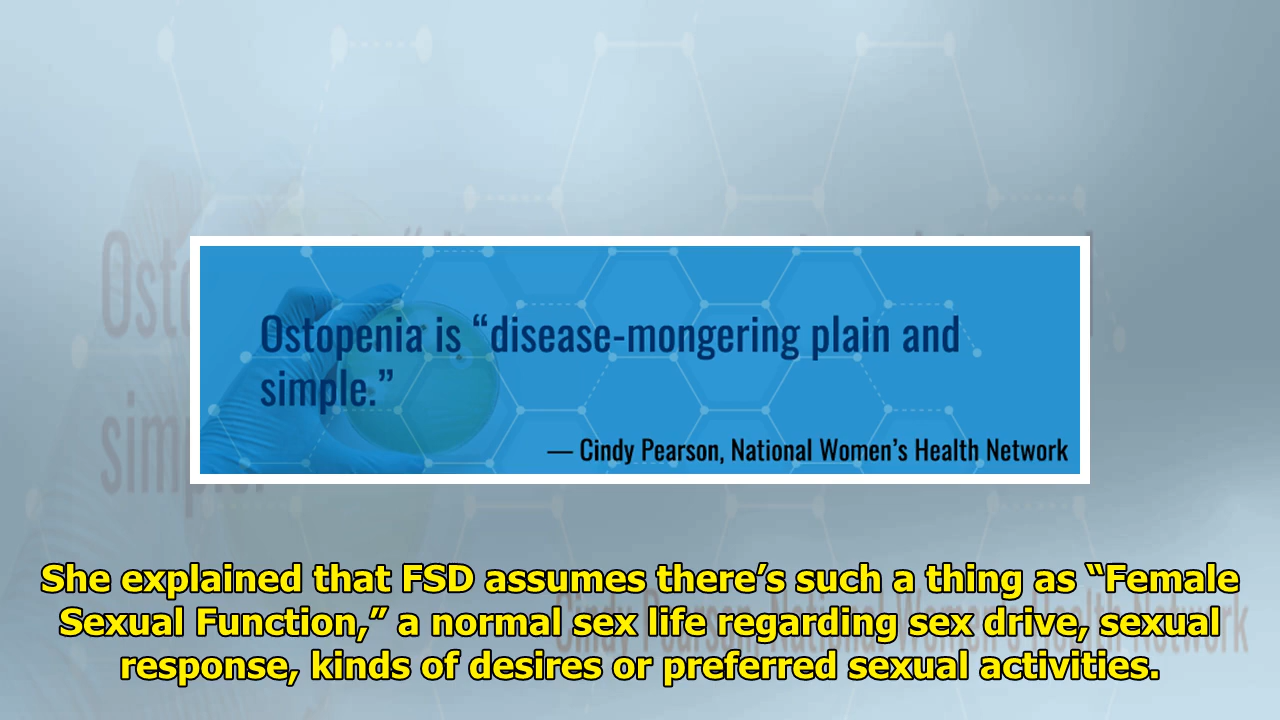 Ostopenia is “disease-mongering plain and
simple.”
— Cindy Pearson, National Women’s Health Network
She explained that FSD assumes there’s such a thing as “Female
Sexual Function,” a normal sex life regarding sex drive, sexual
response, kinds of desires or preferred sexual activities.